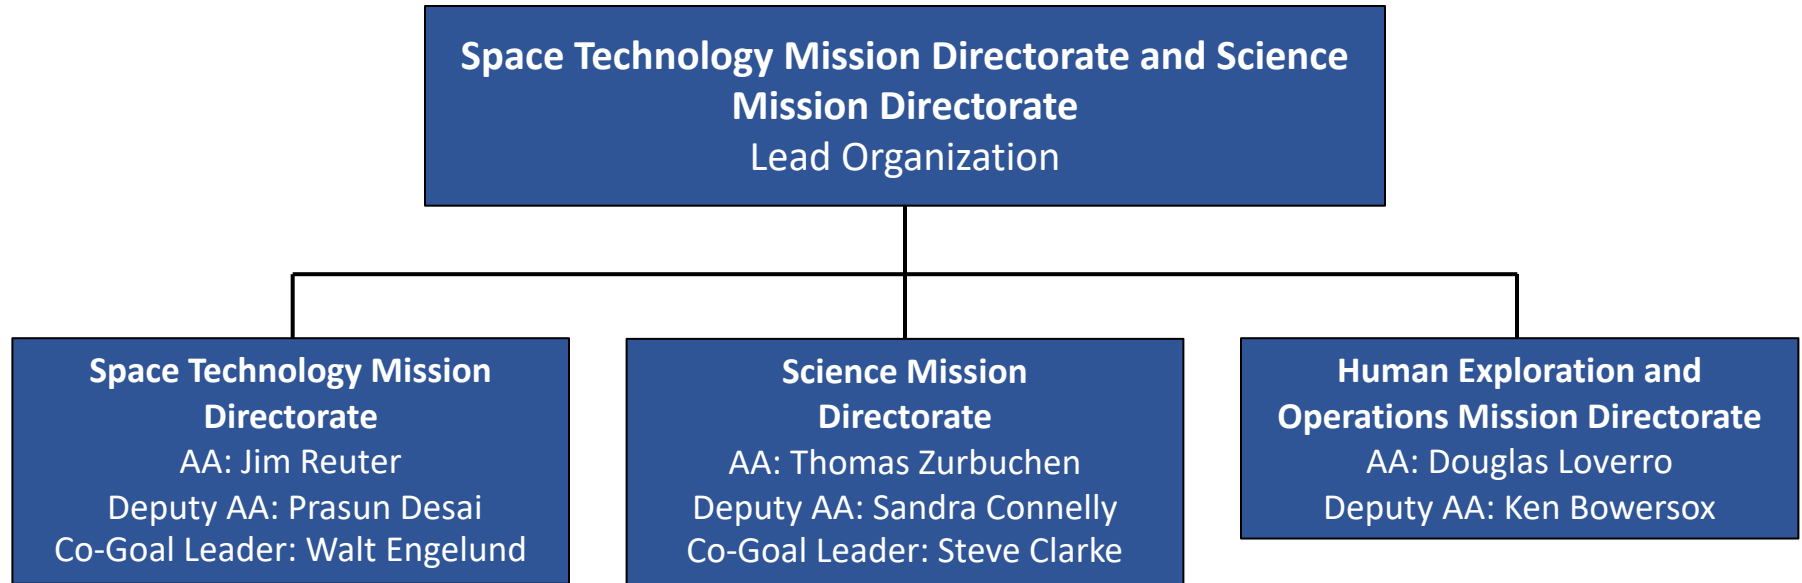 Space Technology Mission Directorate and Science
Mission Directorate
Lead Organization
Space Technology Mission
Directorate
AA: Jim Reuter
Deputy AA: Prasun Desai
Co-Goal Leader: Walt Engelund
Science Mission
Directorate
AA: Thomas Zurbuchen
Deputy AA: Sandra Connelly
Co-Goal Leader: Steve Clarke
Human Exploration and
Operations Mission Directorate
AA: Douglas Loverro
Deputy AA: Ken Bowersox